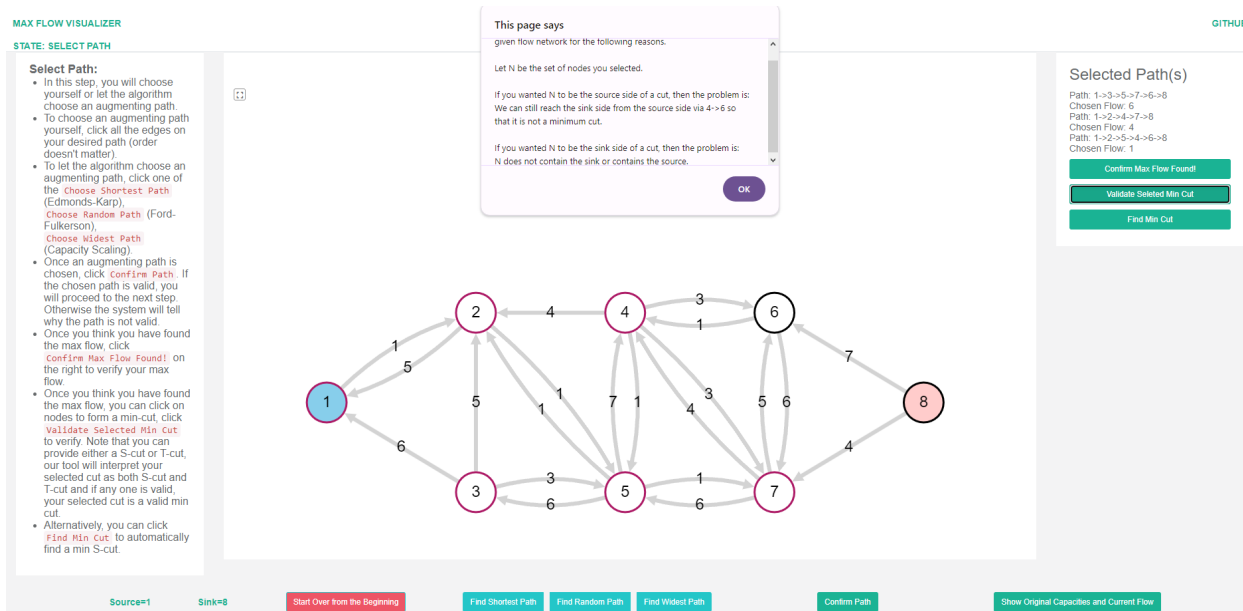 MAX FLOW VISUALIZER
GITHUI
STATE: SELECT PATH
Select Path:
In this step, you will choose
yourself or let the algorithm
choose an augmenting path.
To choose an augmenting path
yourself, click all the edges on
your desired path (order
doesn't matter).
To let the algorithm choose an
augmenting path, click one of
the Choose Shortest Path
(Edmonds-Karp),
Choose Random Path (Ford-
Fulkerson),
Choose Widest Path
(Capacity Scaling).
Once an augmenting path is
chosen, click Confirm Path. If
the chosen path is valid, you
will proceed to the next step.
Otherwise the system will tell
why the path is not valid.
Once you think you have found
the max flow, click
Confirm Max Flow Found! on
the right to verify your max
flow.
Once you think you have found
the max flow, you can click on
nodes to form a min-cut, click
Validate Selected Min Cut
to verify. Note that you can
provide either a S-cut or T-cut,
our tool will interpret your
selected cut as both S-cut and
T-cut and if any one is valid,
your selected cut is a valid min
cut.
Alternatively, you can click
Find Min Cut to automatically
find a min S-cut.
This page says
given flow network for the following reasons.
Let N be the set of nodes you selected.
If you wanted N to be the source side of a cut, then the problem is:
We can still reach the sink side from the source side via 4->6 so
that it is not a minimum cut.
If you wanted N to be the sink side of a cut, then the problem is:
N does not contain the sink or contains the source.
OK
Selected Path(s)
Path: 1->3->5->7->6->8
Chosen Flow: 6
Path: 1->2->4->7->8
Chosen Flow: 4
Path: 1->2->5->4->6->8
Chosen Flow: 1
Confirm Max Flow Found!
Validate Seleted Min Cut
Find Min Cut
3
2
4
4
6
1
1
7
5
1
3
1
5
7
1
5
6
8
1
4
6
4
3
1
3
5
7
6
6
Source=1
Sink=8
Start Over from the Beginning
Find Shortest Path
Find Random Path
Find Widest Path
Confirm Path
Show Original Capacities and Current Flow